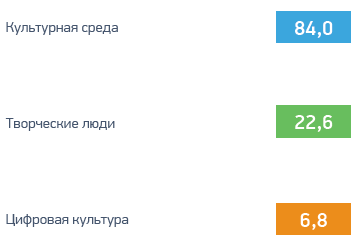 Культурная среда 84,0
Творческие люди 22,6
Цифровая культура 6,8